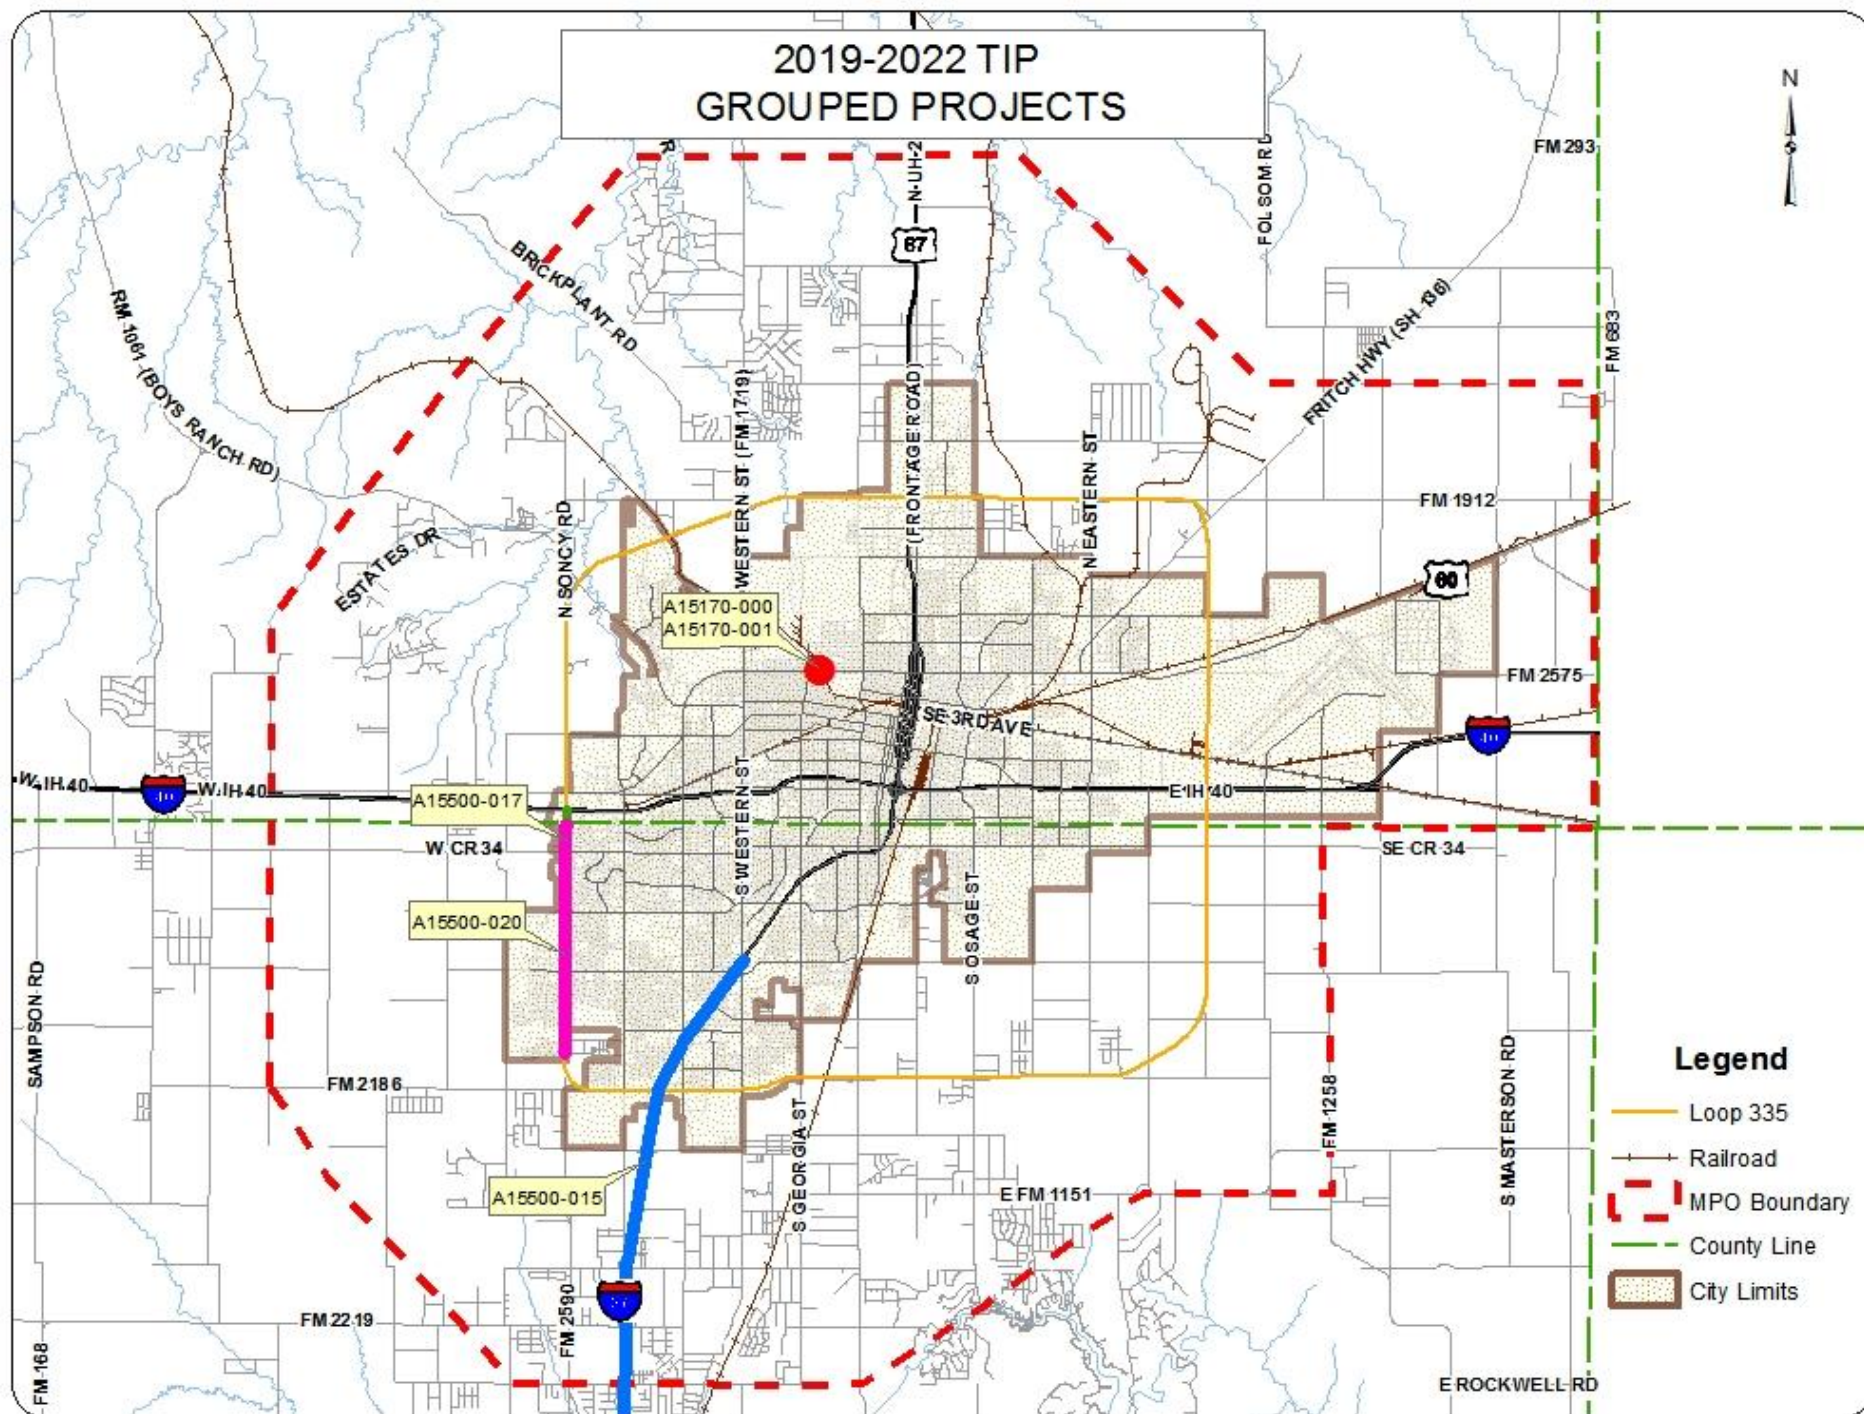 2019-2022 TIP
GROUPED PROJECTS
N
FM 293
FOLSOM RD
N UH-2
87
BRICKPLANT RD
RM 1061 (BOYS RANCH RD)
FRITCH HWY (SH 136)
FM 683
WESTERN ST (FM 1719)
(FRONTAGE ROAD)
N EASTERN ST
FM 1912
N SONCY RD
ESTATES DR
60
A15170-000
A15170-001
FM 2575
SE 3RD AVE
W IH 40
40
W IH 40
A15500-017
E IH 40
40
W CR 34
S WESTERN ST
SE CR 34
A15500-020
S OSAGE ST
SAMPSON RD
FM 2186
FM 1258
S MASTERSON RD
S GEORGIA ST
A15500-015
E FM 1151
FM 2590
FM 2219
FM 168
E ROCKWELL RD
Legend
Loop 335
Railroad
MPO Boundary
County Line
City Limits